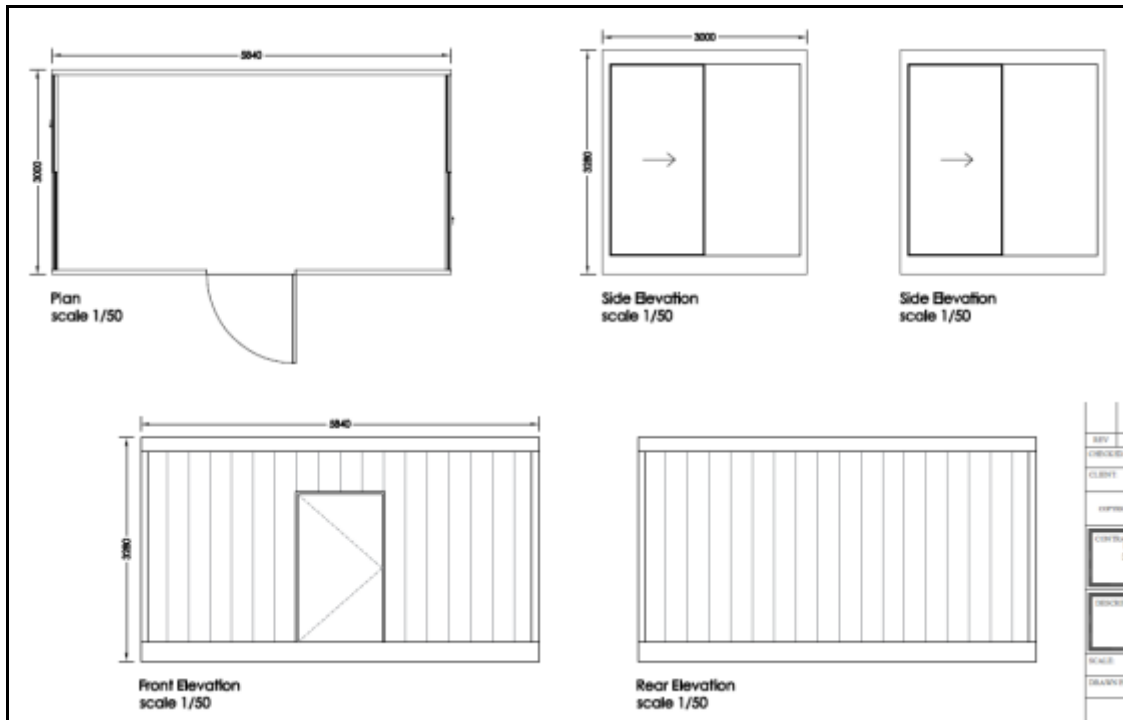 5840
3000
Plan
scale 1/50
3000
3280
Side Elevation
scale 1/50
Side Elevation
scale 1/50
5840
3280
Front Elevation
scale 1/50
Rear Elevation
scale 1/50
REV
CLIENT:
SCALE